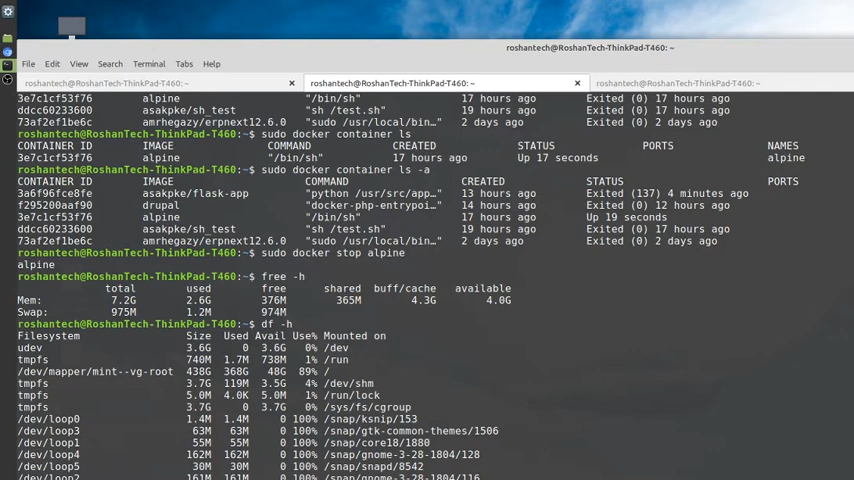 roshantech@RoshanTech-ThinkPad-T460: ~
File Edit View Search Terminal Tabs Help
roshantech@RoshanTech-ThinkPad-T460: ~ × roshantech@RoshanTech-ThinkPad-T460: ~ × roshantech@RoshanTech-ThinkPad-T460: ~
3e7c1cf53f76 alpine "/bin/sh" 17 hours ago Exited (0) 17 hours ago
ddcc60233600 asakpke/sh_test "sh /test.sh" 19 hours ago Exited (0) 19 hours ago
73af2ef1be6c amrhegazy/erpnext12.6.0 "sudo /usr/local/bin…" 2 days ago Exited (0) 2 days ago
roshantech@RoshanTech-ThinkPad-T460:~$ sudo docker container ls
CONTAINER ID IMAGE COMMAND CREATED STATUS PORTS NAMES
3e7c1cf53f76 alpine "/bin/sh" 17 hours ago Up 17 seconds alpine
roshantech@RoshanTech-ThinkPad-T460:~$ sudo docker container ls -a
CONTAINER ID IMAGE COMMAND CREATED STATUS PORTS
3a6f96fce8fe asakpke/flask-app "python /usr/src/app…" 13 hours ago Exited (137) 4 minutes ago
f295200aaf90 drupal "docker-php-entrypoi…" 14 hours ago Exited (0) 12 hours ago
3e7c1cf53f76 alpine "/bin/sh" 17 hours ago Up 19 seconds
ddcc60233600 asakpke/sh_test "sh /test.sh" 19 hours ago Exited (0) 17 hours ago
73af2ef1be6c amrhegazy/erpnext12.6.0 "sudo /usr/local/bin…" 2 days ago Exited (0) 2 days ago
roshantech@RoshanTech-ThinkPad-T460:~$ sudo docker stop alpine
alpine
roshantech@RoshanTech-ThinkPad-T460:~$ free -h
total used free shared buff/cache available
Mem: 7.2G 2.6G 376M 365M 4.3G 4.0G
Swap: 975M 1.2M 974M
roshantech@RoshanTech-ThinkPad-T460:~$ df -h
Filesystem Size Used Avail Use% Mounted on
udev 3.6G 0 3.6G 0% /dev
tmpfs 740M 1.7M 738M 1% /run
/dev/mapper/mint--vg-root 438G 368G 48G 89% /
tmpfs 3.7G 119M 3.5G 4% /dev/shm
tmpfs 5.0M 4.0K 5.0M 1% /run/lock
tmpfs 3.7G 0 3.7G 0% /sys/fs/cgroup
/dev/loop0 1.4M 1.4M 0 100% /snap/ksnip/153
/dev/loop3 63M 63M 0 100% /snap/gtk-common-themes/1506
/dev/loop1 55M 55M 0 100% /snap/core18/1880
/dev/loop4 162M 162M 0 100% /snap/gnome-3-28-1804/128
/dev/loop5 30M 30M 0 100% /snap/snapd/8542
/dev/loop2 161M 161M 0 100% /snap/gnome-3-28-1804/116